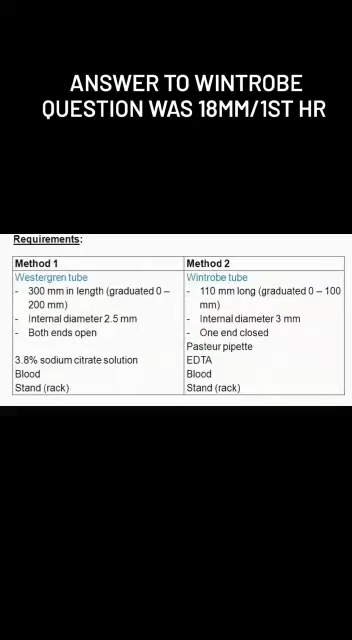 ANSWER TO WINTROBE
QUESTION WAS 18MM/1ST HR
Requirements:
Method 1
Westergren tube
- 300 mm in length (graduated 0 –
200 mm)
- Internal diameter 2.5 mm
- Both ends open
3.8% sodium citrate solution
Blood
Stand (rack)
Method 2
Wintrobe tube
- 110 mm long (graduated 0 – 100
mm)
- Internal diameter 3 mm
- One end closed
Pasteur pipette
EDTA
Blood
Stand (rack)